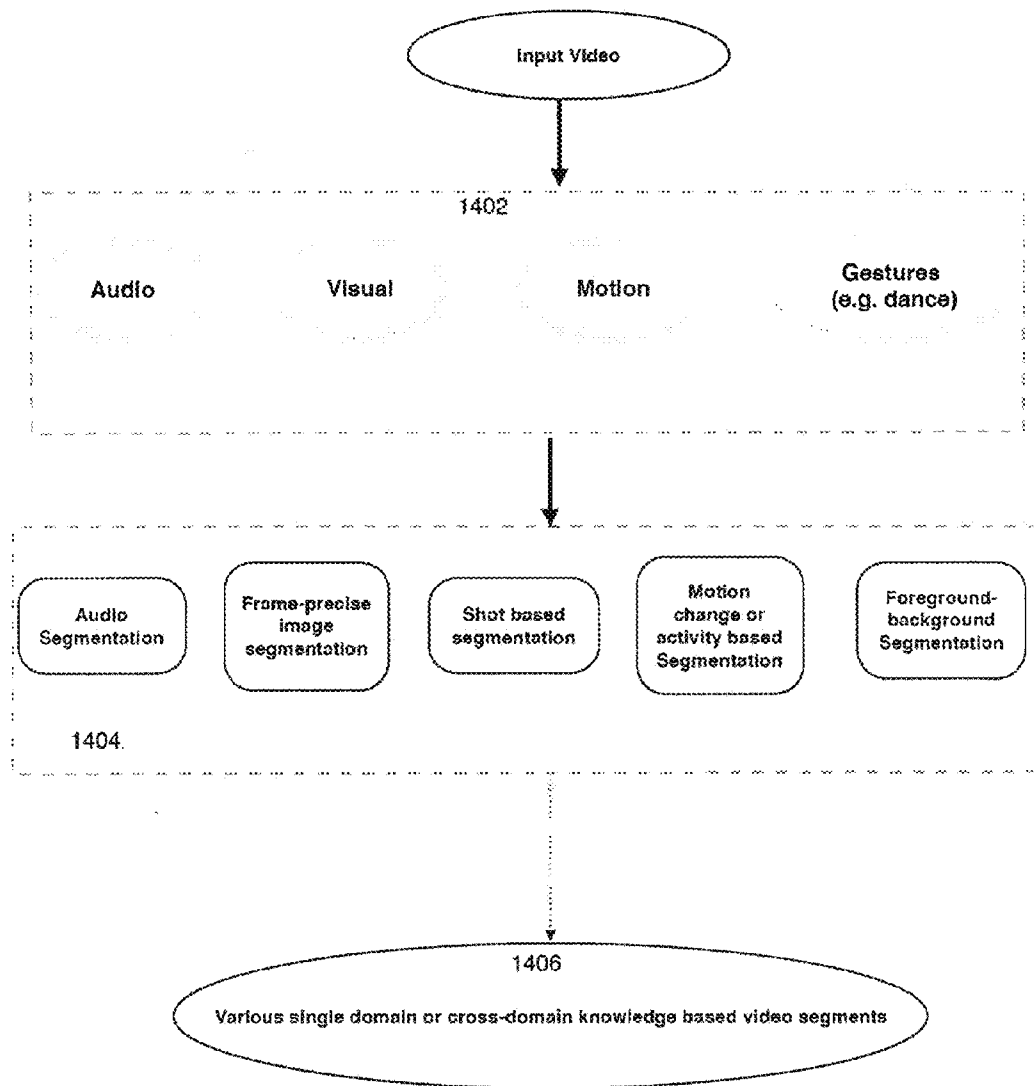 Input Video
1402
Audio
Visual
Motion
Gestures
(e.g. dance)
Audio
Segmentation
Frame-precise
image
segmentation
Shot based
segmentation
Motion
change or
activity based
Segmentation
Foreground-
background
Segmentation
1404
1406
Various single domain or cross-domain knowledge based video segments